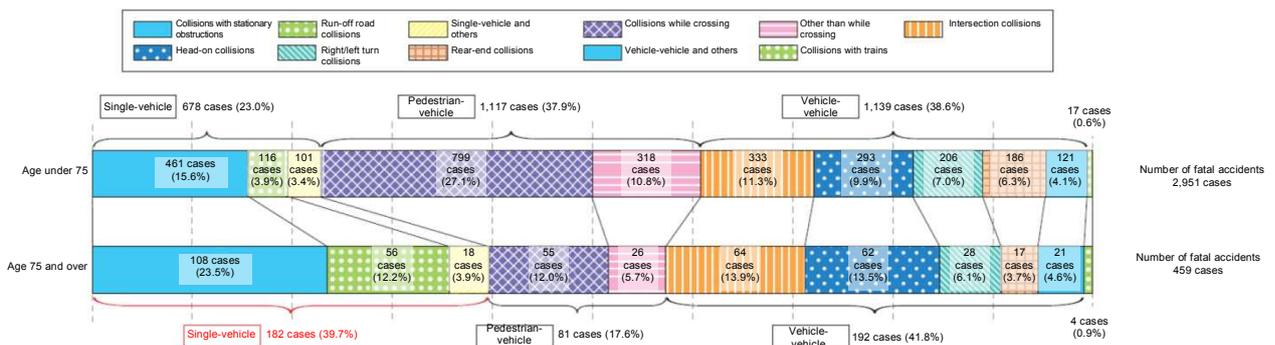 Collisions with stationary
obstructions
Run-off road
collisions
Single-vehicle and
others
Collisions while crossing
Other than while
crossing
Intersection collisions
Head-on collisions
Right/left turn
collisions
Rear-end collisions
Vehicle-vehicle and others
Collisions with trains
Single-vehicle 678 cases (23.0%)
Pedestrian-
vehicle
1,117 cases (37.9%)
Vehicle-
vehicle
1,139 cases (38.6%)
17 cases
(0.6%)
Age under 75
461 cases
(15.6%)
116
cases
(3.9%)
101
cases
(3.4%)
799
cases
(27.1%)
318
cases
(10.8%)
333
cases
(11.3%)
293
cases
(9.9%)
206
cases
(7.0%)
186
cases
(6.3%)
121
cases
(4.1%)
Number of fatal accidents
2,951 cases
Age 75 and over
108 cases
(23.5%)
56
cases
(12.2%)
18
cases
(3.9%)
55
cases
(12.0%)
26
cases
(5.7%)
64
cases
(13.9%)
62
cases
(13.5%)
28
cases
(6.1%)
17
cases
(3.7%)
21
cases
(4.6%)
Number of fatal accidents
459 cases
Single-vehicle 182 cases (39.7%)
Pedestrian-
vehicle
81 cases (17.6%)
Vehicle-
vehicle
192 cases (41.8%)
4 cases
(0.9%)